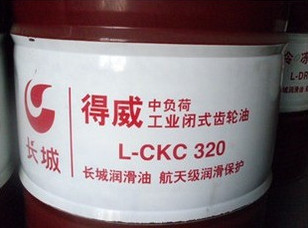 长城
得威 中负荷
工业闭式齿轮油
L-CKC 320
长城润滑油 航天级润滑保护
L-DR